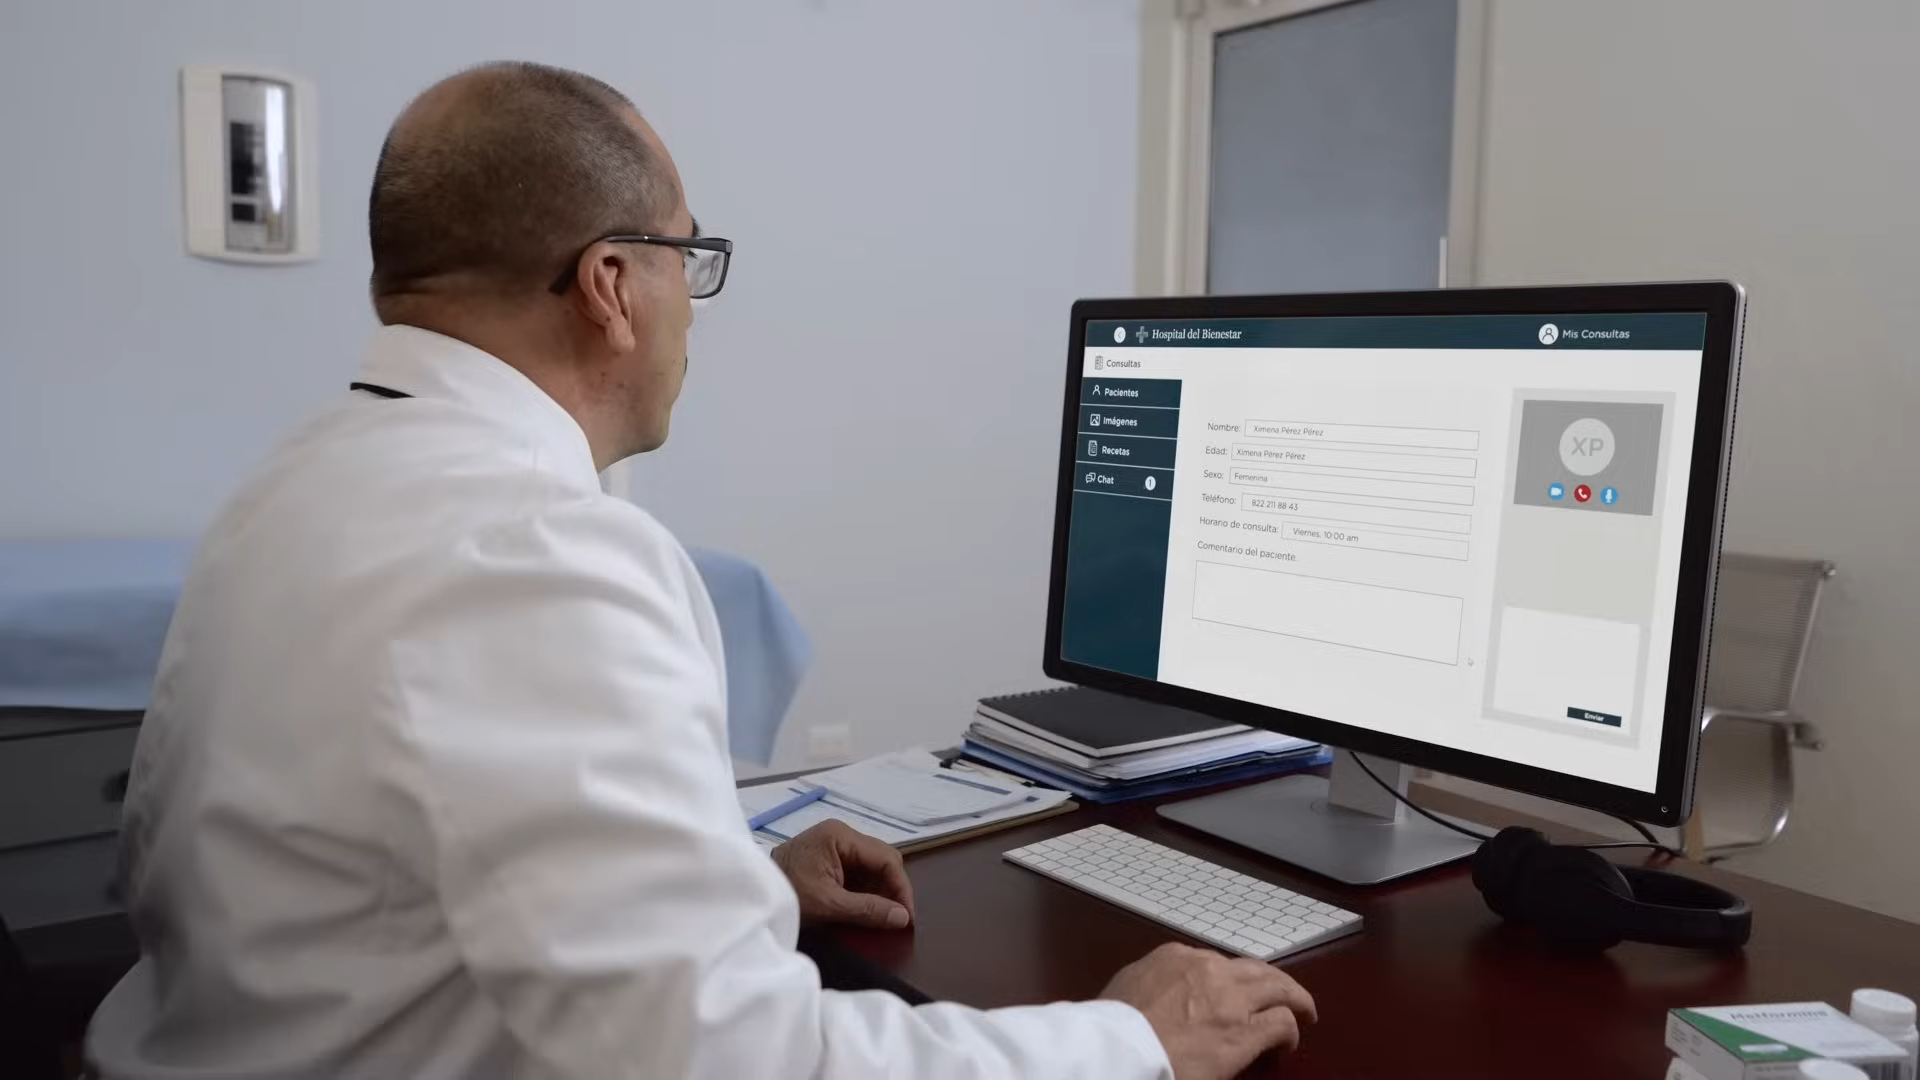 Hospital del Bienestar
Mis Consultas
Consultas
Pacientes
Imágenes
Recetas
Chat
Nombre: Ximena Pérez Pérez
Edad: Ximena Pérez Pérez
Sexo: Femenina
Teléfono: 822 211 88 43
Horario de consulta: Viernes, 10:00 am
Comentario del paciente
XP
Enviar
Metformina